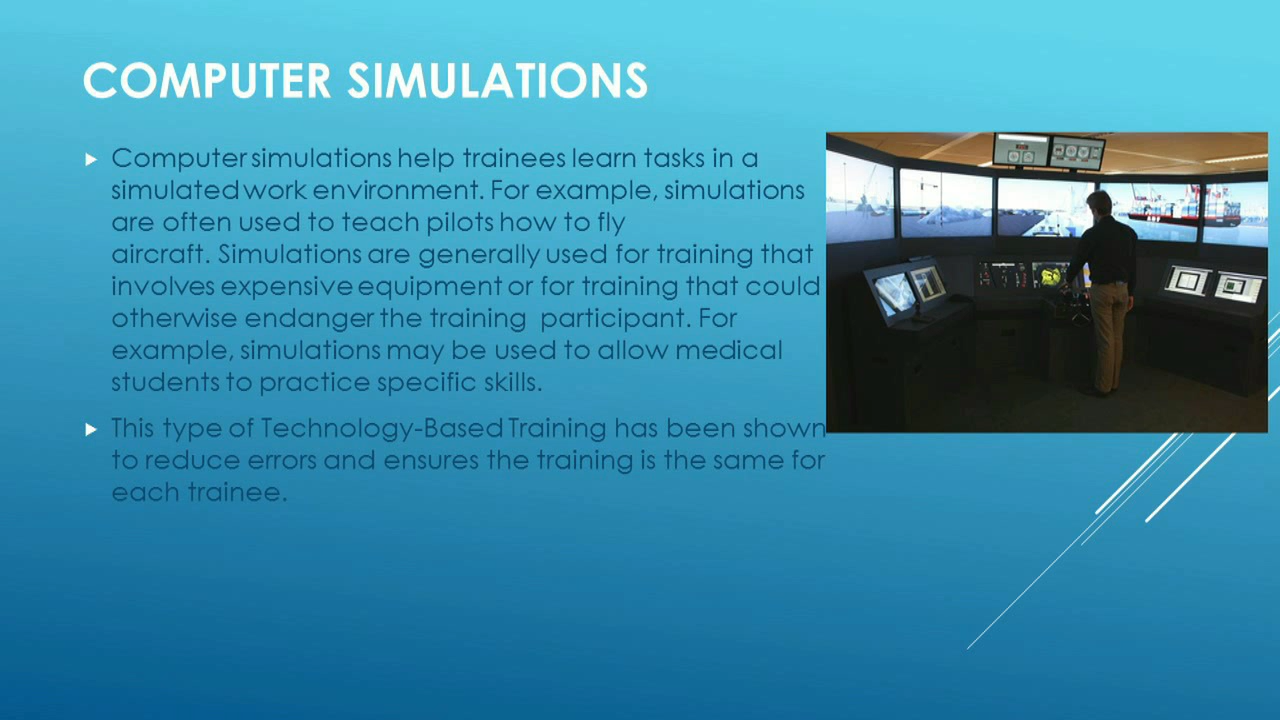 COMPUTER SIMULATIONS
Computer simulations help trainees learn tasks in a
simulated work environment. For example, simulations
are often used to teach pilots how to fly
aircraft. Simulations are generally used for training that
involves expensive equipment or for training that could
otherwise endanger the training participant. For
example, simulations may be used to allow medical
students to practice specific skills.
This type of Technology-Based Training has been shown
to reduce errors and ensures the training is the same for
each trainee.